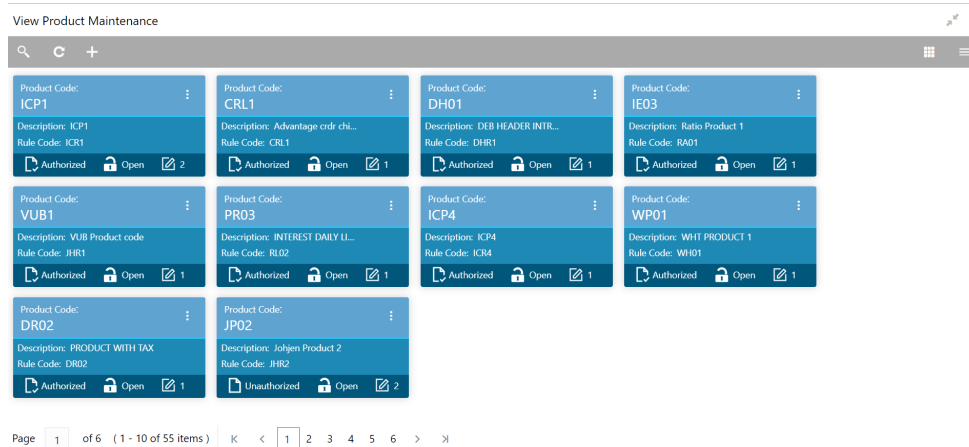 View Product Maintenance
Product Code:
ICP1
Description: ICP1
Rule Code: ICR1
Authorized Open 2
Product Code:
CRL1
Description: Advantage crdr chi...
Rule Code: CRL1
Authorized Open 1
Product Code:
DH01
Description: DEB HEADER INTR...
Rule Code: DHR1
Authorized Open 1
Product Code:
IE03
Description: Ratio Product 1
Rule Code: RA01
Authorized Open 1
Product Code:
VUB1
Description: VUB Product code
Rule Code: JHR1
Authorized Open 1
Product Code:
PR03
Description: INTEREST DAILY LI...
Rule Code: RL02
Authorized Open 1
Product Code:
ICP4
Description: ICP4
Rule Code: ICR4
Authorized Open 1
Product Code:
WP01
Description: WHT PRODUCT 1
Rule Code: WH01
Authorized Open 1
Product Code:
DR02
Description: PRODUCT WITH TAX
Rule Code: DR02
Authorized Open 1
Product Code:
JP02
Description: Johjen Product 2
Rule Code: JHR2
Unauthorized Open 2
Page 1 of 6 (1 - 10 of 55 items) 1 2 3 4 5 6